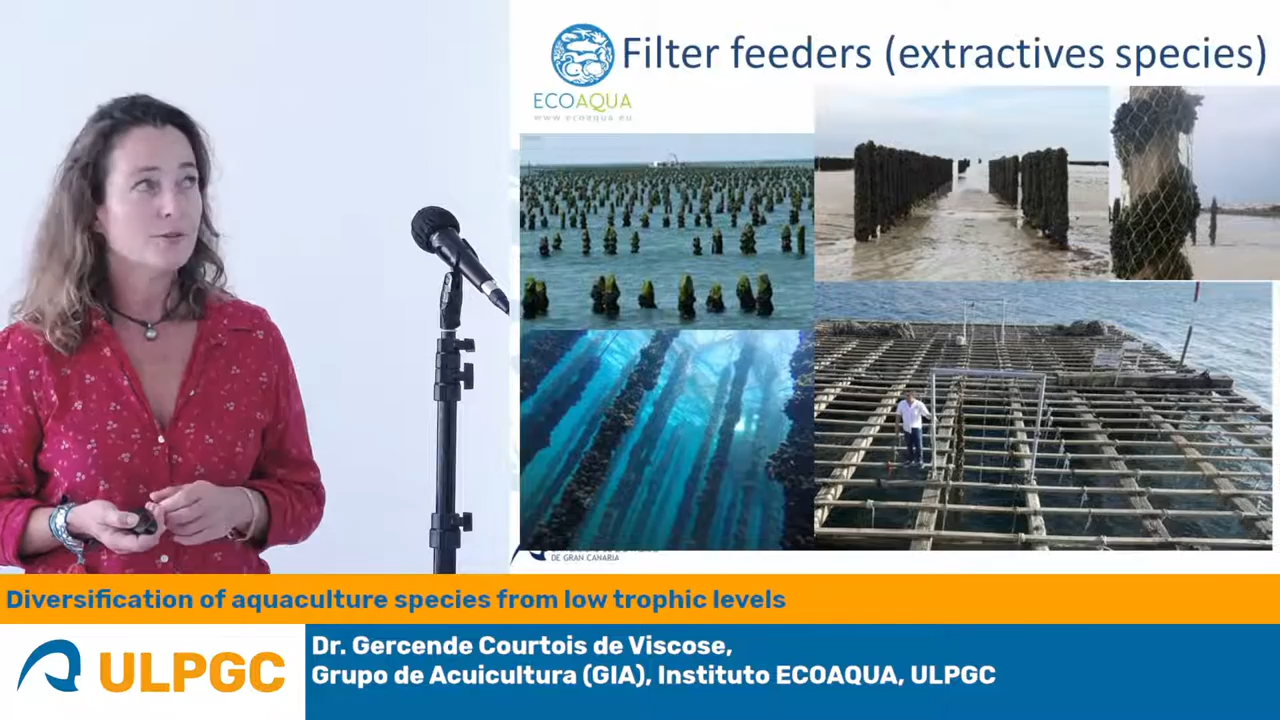 Filter feeders (extractives species)
ECOAQUA
www.ecoaqua.eu
DE GRAN CANARIA
Diversification of aquaculture species from low trophic levels
ULPGC
Dr. Gercende Courtois de Viscose,
Grupo de Acuicultura (GIA), Instituto ECOAQUA, ULPGC